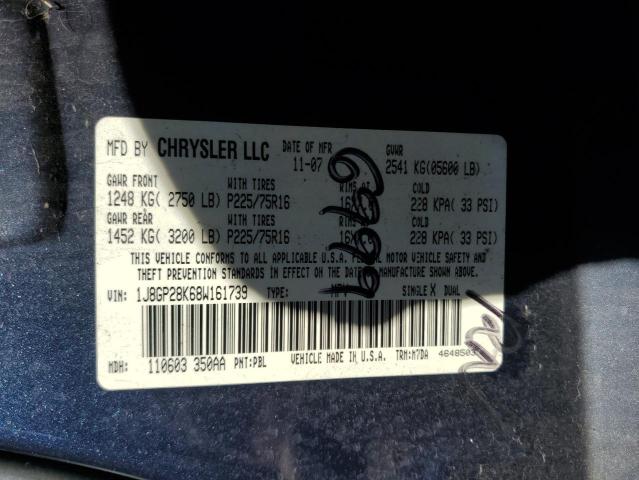 MFD BY CHRYSLER LLC DATE OF MFR 11-07 GVWR 2541 KG(05600 LB)
GAWR FRONT WITH TIRES RIMS AT COLD
1248 KG( 2750 LB) P225/75R16 228 KPA( 33 PSI)
GAWR REAR WITH TIRES COLD
1452 KG( 3200 LB) P225/75R16 228 KPA( 33 PSI)
THIS VEHICLE CONFORMS TO ALL APPLICABLE U.S.A. MOTOR VEHICLE SAFETY AND
THEFT PREVENTION STANDARDS IN EFFECT ON THE DATE OF MANUFACTURE SHOWN ABOVE.
VIN: 1J8GP28K68W161739 TYPE: MPV SINGLE X DUAL
MDH: 110603 350AA PNT:PBL VEHICLE MADE IN U.S.A. TRM:M7DA 4648503